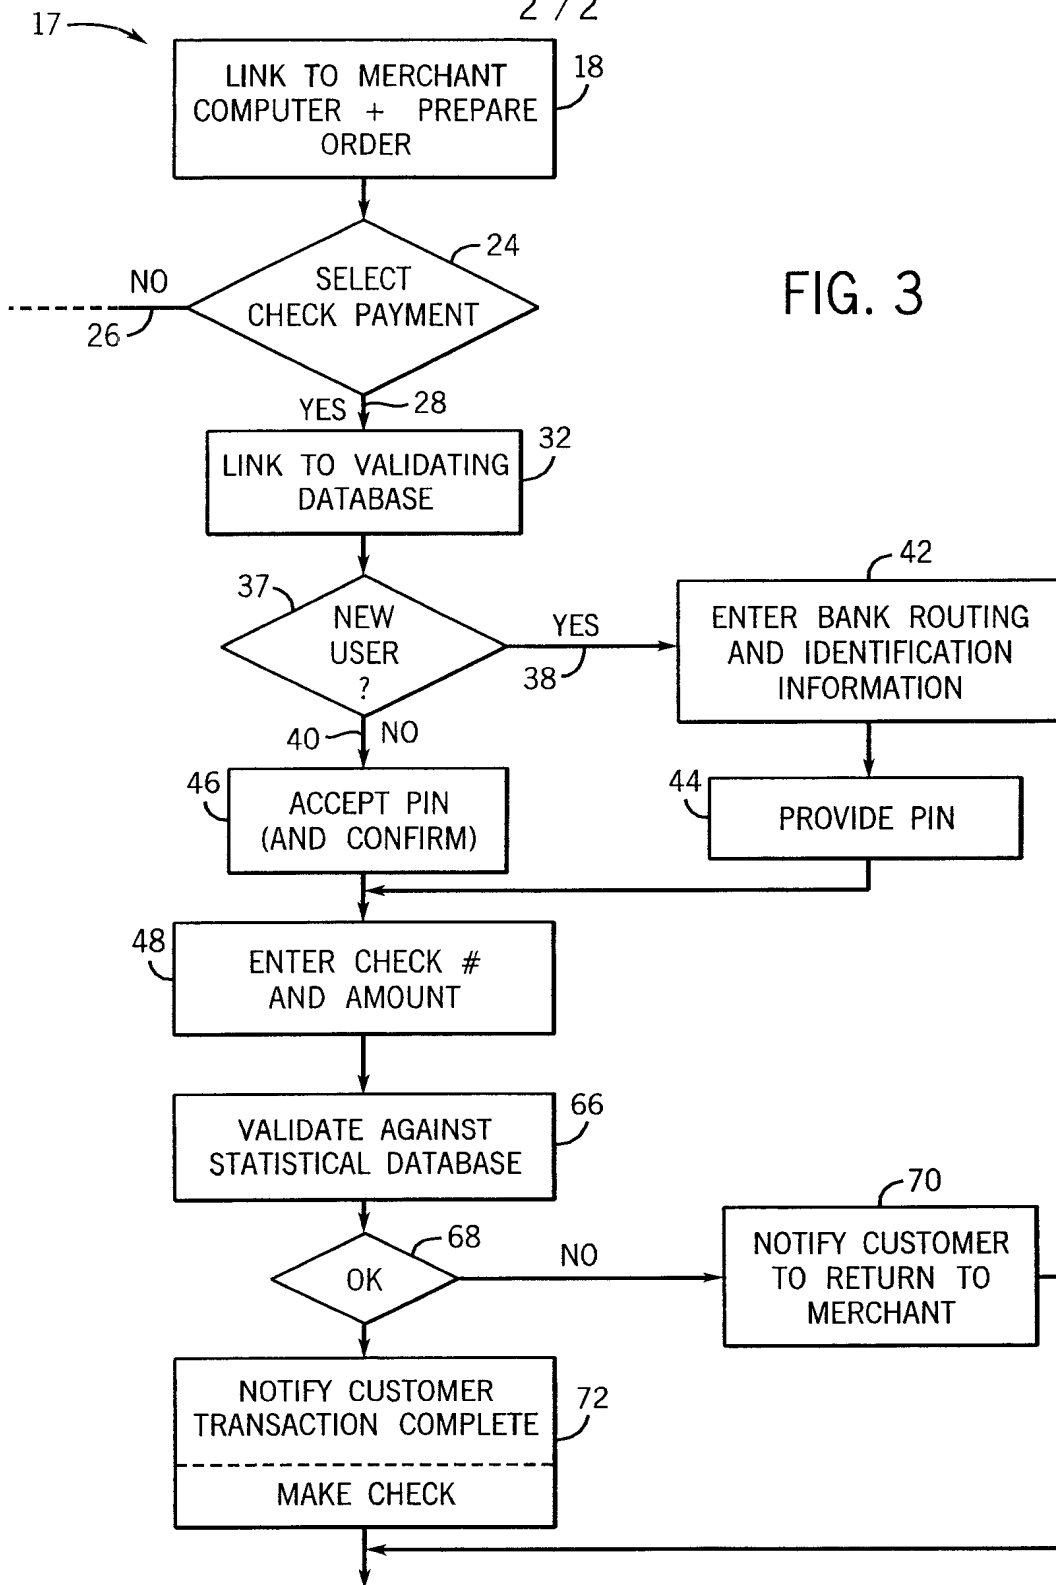 2/2
17
LINK TO MERCHANT
COMPUTER + PREPARE
ORDER
18
SELECT
CHECK PAYMENT
24
NO
26
FIG. 3
YES
28
LINK TO VALIDATING
DATABASE
32
37
NEW
USER
?
YES
38
42
ENTER BANK ROUTING
AND IDENTIFICATION
INFORMATION
40
NO
46
ACCEPT PIN
(AND CONFIRM)
44
PROVIDE PIN
48
ENTER CHECK #
AND AMOUNT
VALIDATE AGAINST
STATISTICAL DATABASE
66
68
OK
NO
70
NOTIFY CUSTOMER
TO RETURN TO
MERCHANT
NOTIFY CUSTOMER
TRANSACTION COMPLETE
72
MAKE CHECK